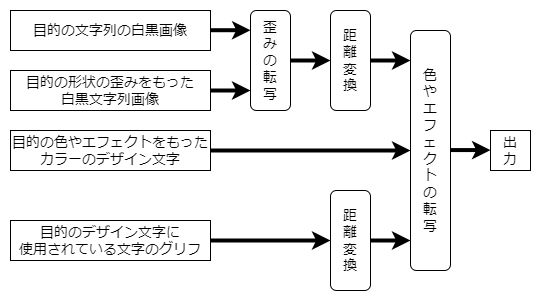 目的の文字列の白黒画像
目的の形状の歪みをもった
白黒文字列画像
歪みの転写
距離変換
目的の色やエフェクトをもった
カラーのデザイン文字
目的のデザイン文字に
使用されている文字のグリフ
距離変換
色やエフェクトの転写
出力